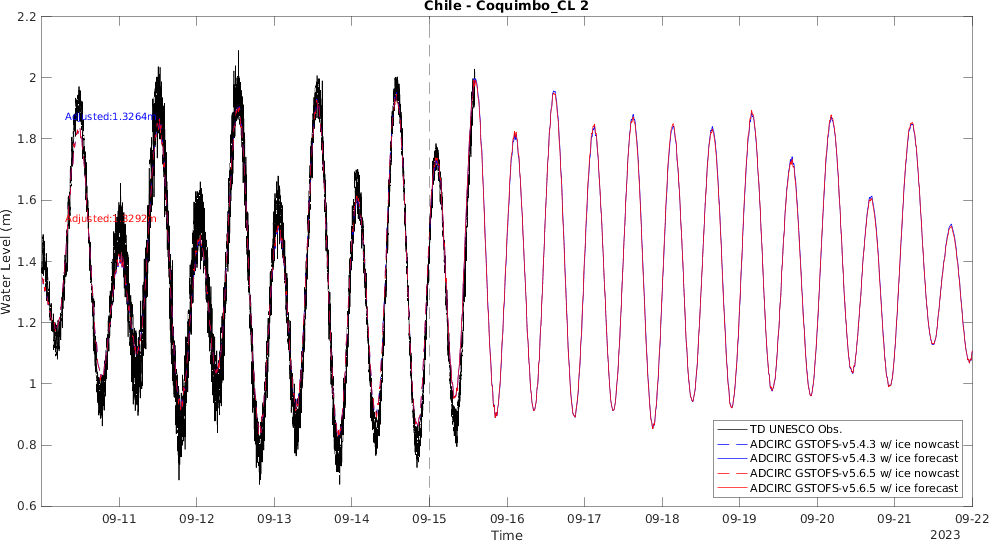 Chile - Coquimbo_CL 2
Water Level (m)
2.2
2
1.8
1.6
1.4
1.2
1
0.8
0.6
Adjusted:1.3264m
Adjusted:1.3292m
TD UNESCO Obs.
ADCIRC GSTOFS-v5.4.3 w/ ice nowcast
ADCIRC GSTOFS-v5.4.3 w/ ice forecast
ADCIRC GSTOFS-v5.6.5 w/ ice nowcast
ADCIRC GSTOFS-v5.6.5 w/ ice forecast
09-11 09-12 09-13 09-14 09-15 09-16 09-17 09-18 09-19 09-20 09-21 09-22
Time
2023